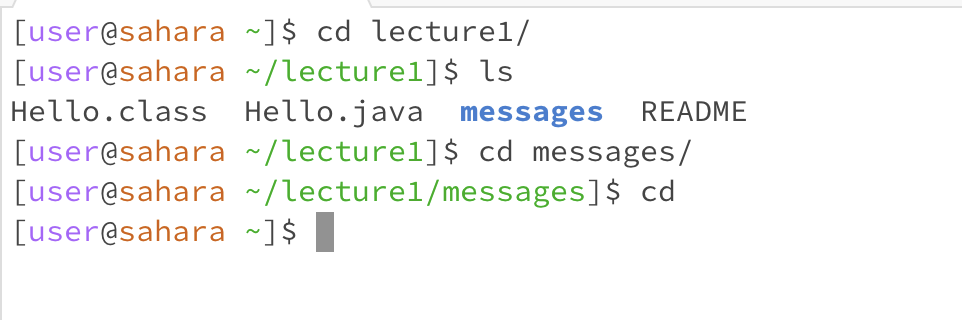 [user@sahara ~]$ cd lecture1/
[user@sahara ~/lecture1]$ ls
Hello.class  Hello.java  messages  README
[user@sahara ~/lecture1]$ cd messages/
[user@sahara ~/lecture1/messages]$ cd
[user@sahara ~]$